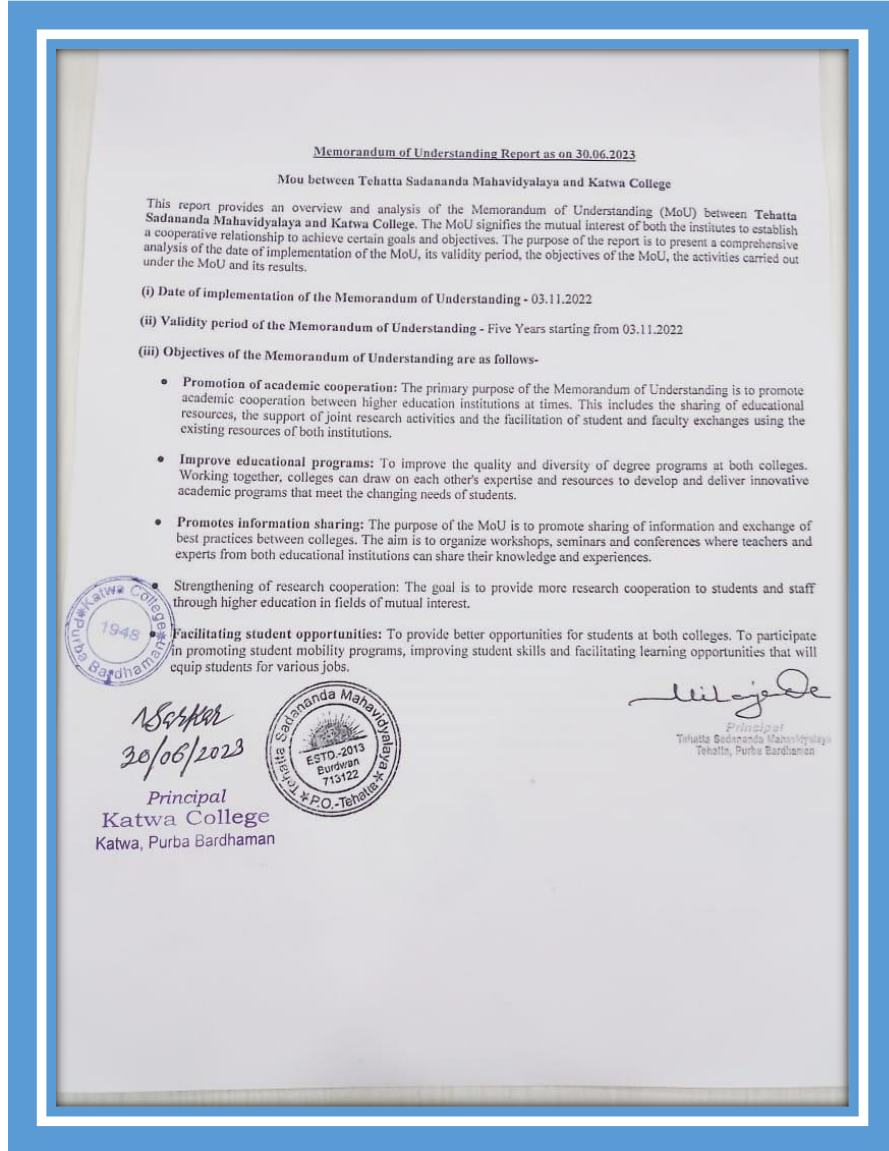 Memorandum of Understanding Report as on 30.06.2023
Mou between Tehatta Sadananda Mahavidyalaya and Katwa College
This report provides an overview and analysis of the Memorandum of Understanding (MoU) between Tehatta
Sadananda Mahavidyalaya and Katwa College. The MoU signifies the mutual interest of both the institutes to establish
a cooperative relationship to achieve certain goals and objectives. The purpose of the report is to present a comprehensive
analysis of the date of implementation of the MoU, its validity period, the objectives of the MoU, the activities carried out
under the MoU and its results.
(i) Date of implementation of the Memorandum of Understanding - 03.11.2022
(ii) Validity period of the Memorandum of Understanding - Five Years starting from 03.11.2022
(iii) Objectives of the Memorandum of Understanding are as follows-
• Promotion of academic cooperation: The primary purpose of the Memorandum of Understanding is to promote
academic cooperation between higher education institutions at times. This includes the sharing of educational
resources, the support of joint research activities and the facilitation of student and faculty exchanges using the
existing resources of both institutions.
• Improve educational programs: To improve the quality and diversity of degree programs at both colleges.
Working together, colleges can draw on each other's expertise and resources to develop and deliver innovative
academic programs that meet the changing needs of students.
• Promotes information sharing: The purpose of the MoU is to promote sharing of information and exchange of
best practices between colleges. The aim is to organize workshops, seminars and conferences where teachers and
experts from both educational institutions can share their knowledge and experiences.
• Strengthening of research cooperation: The goal is to provide more research cooperation to students and staff
through higher education in fields of mutual interest.
• Facilitating student opportunities: To provide better opportunities for students at both colleges. To participate
in promoting student mobility programs, improving student skills and facilitating learning opportunities that will
equip students for various jobs.
Katwa College
1948
Purba Bardhaman
NSarkar
30/06/2023
Principal
Katwa College
Katwa, Purba Bardhaman
Tehatta Sadananda Mahavidyalaya
ESTD.-2013
Burdwan
713122
P.O.-Tehatta
Principal
Tehatta Sadananda Mahavidyalaya
Tehatta, Purba Bardhaman